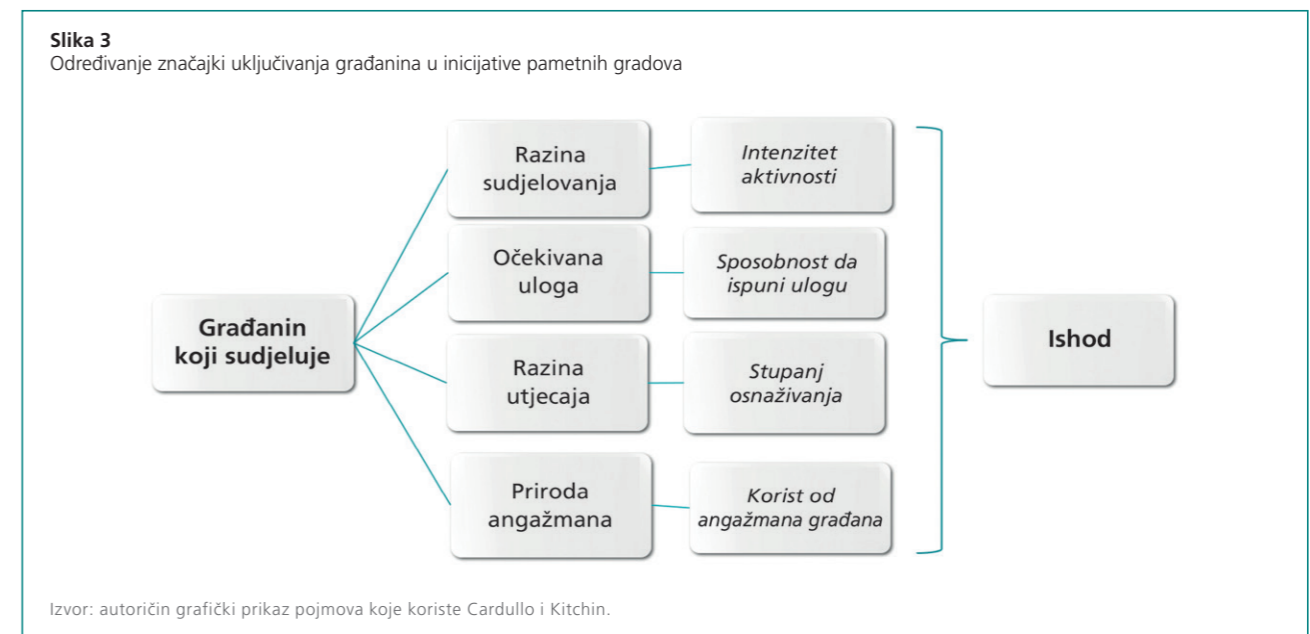 Slika 3
Određivanje značajki uključivanja građanina u inicijative pametnih gradova
Građanin
koji sudjeluje
Razina
sudjelovanja
Intenzitet
aktivnosti
Očekivana
uloga
Sposobnost da
ispuni ulogu
Razina
utjecaja
Stupanj
osnaživanja
Priroda
angažmana
Korist od
angažmana građana
Ishod
Izvor: autoričin grafički prikaz pojmova koje koriste Cardullo i Kitchin.